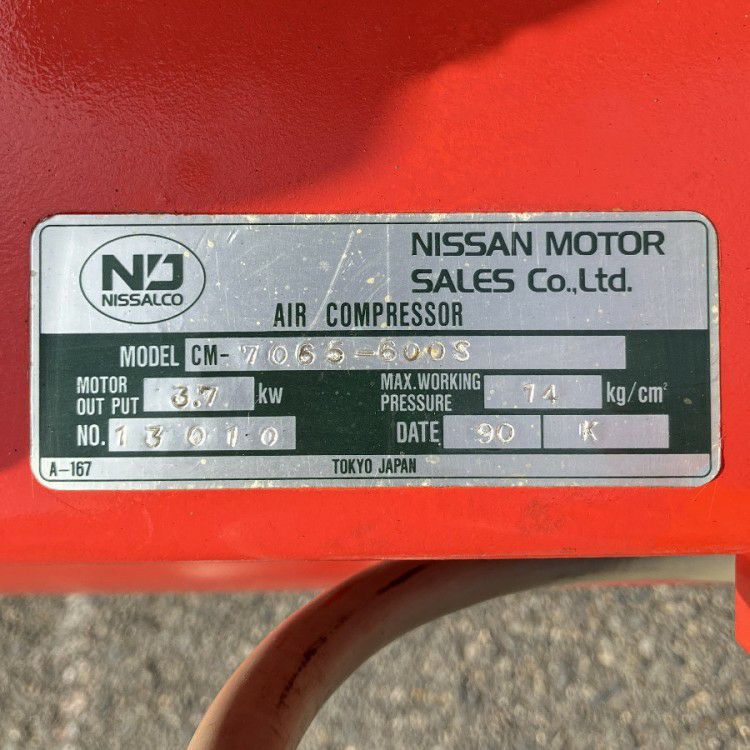 ND
NISSALCO
NISSAN MOTOR
SALES Co.,Ltd.
AIR COMPRESSOR
MODEL CM-7065-600S
MOTOR OUT PUT 3.7 kw
MAX. WORKING PRESSURE 14 kg/cm²
NO. 13010
DATE 90 K
A-167
TOKYO JAPAN